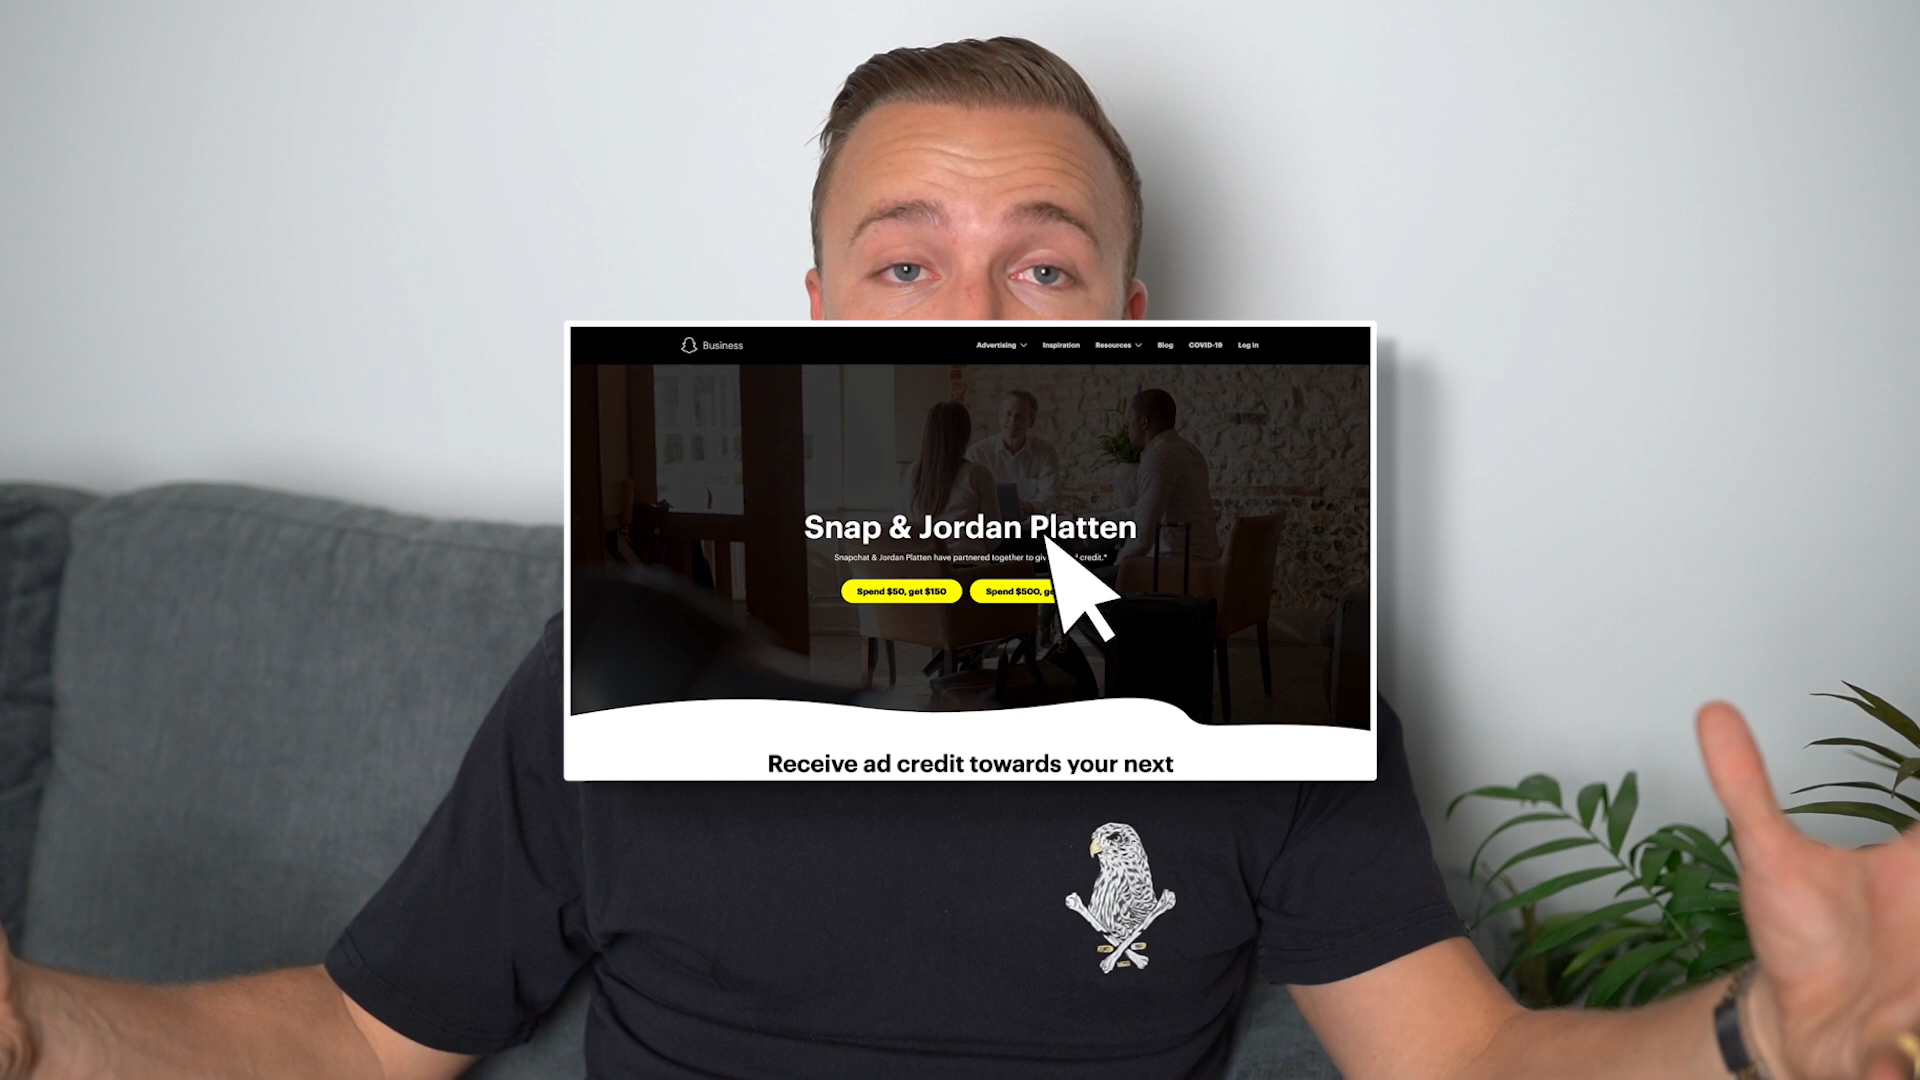 Business
Advertising Inspiration Resources Blog COVID-19 Log in
Snap & Jordan Platten
Snapchat & Jordan Platten have partnered together to credit.*
Spend $50, get $150 Spend $500,
Receive ad credit towards your next